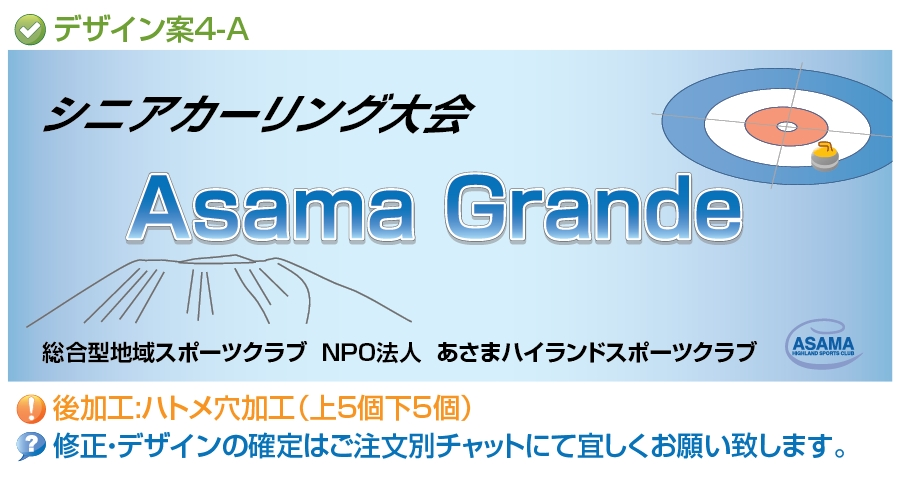 デザイン案4-A
シニアカーリング大会
Asama Grande
総合型地域スポーツクラブ NPO法人 あさまハイランドスポーツクラブ
ASAMA
HIGHLAND SPORTS CLUB
後加工:ハトメ穴加工(上5個下5個)
修正・デザインの確定はご注文別チャットにて宜しくお願い致します。